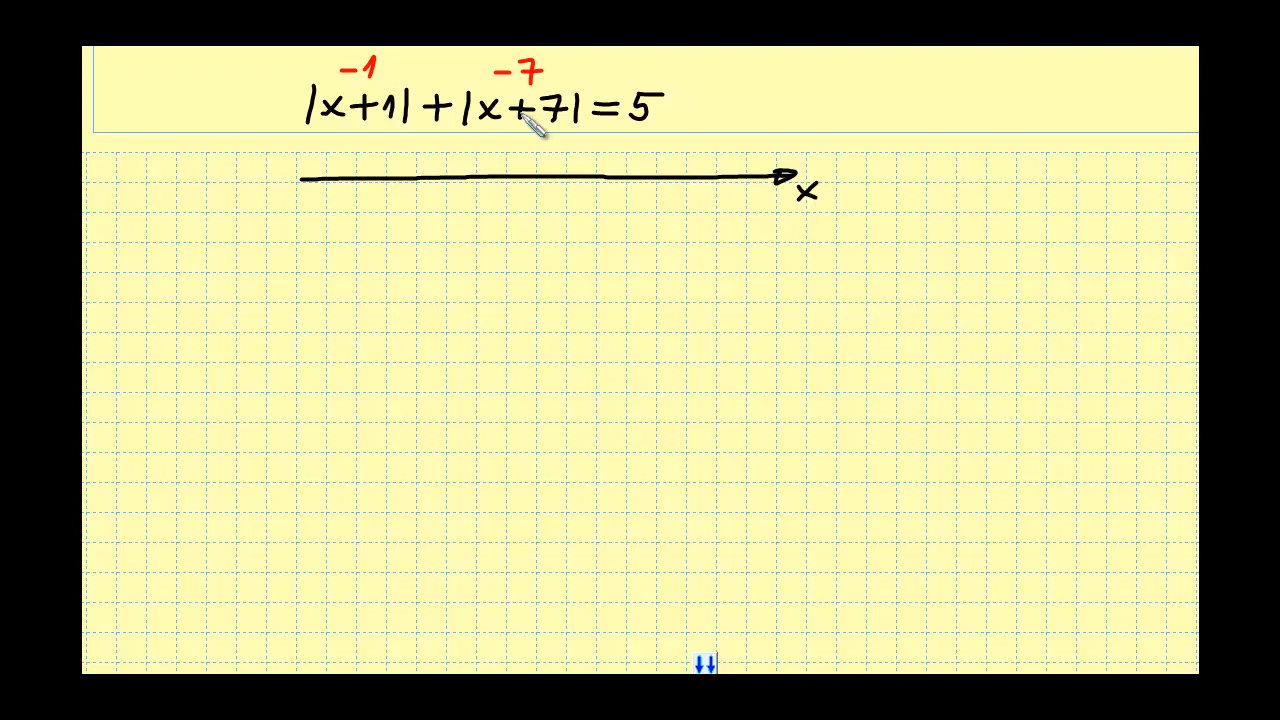 -1 -7
|x+1| + |x+7| = 5
x